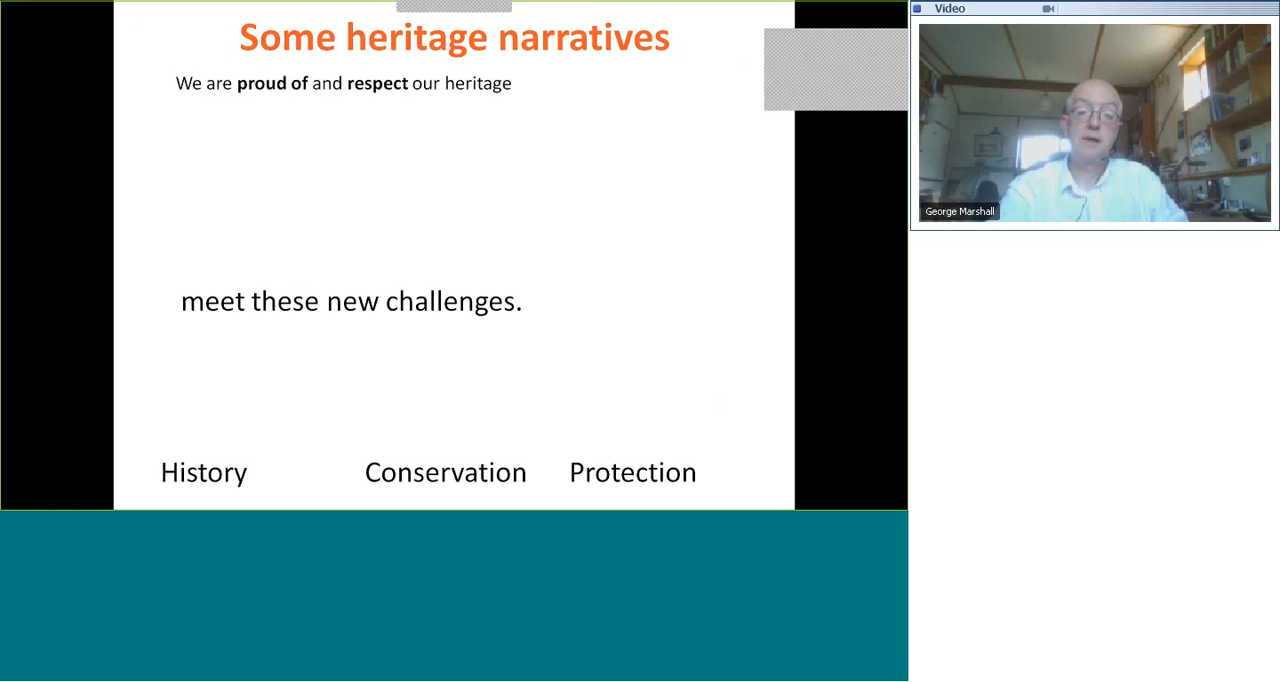 Some heritage narratives
We are proud of and respect our heritage
meet these new challenges.
History Conservation Protection
Video
George Marshall